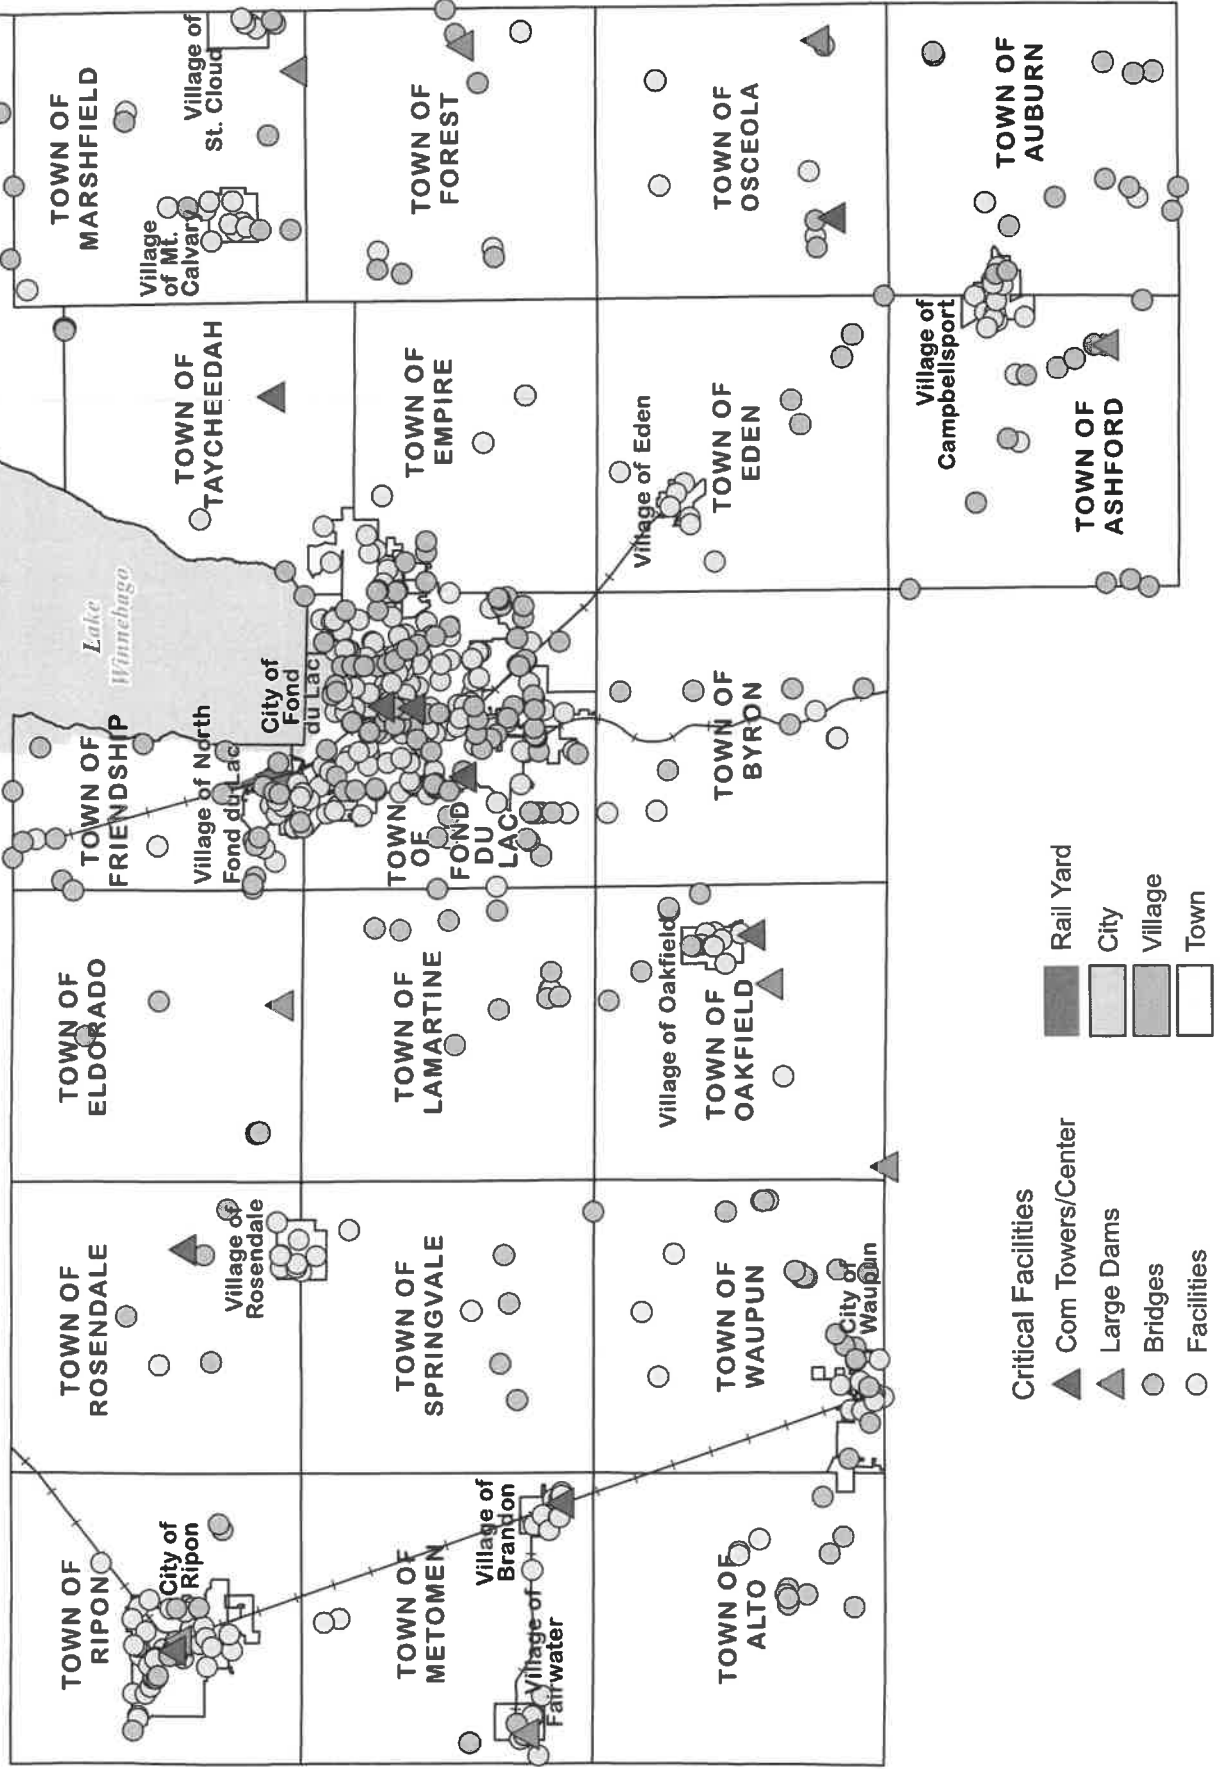 TOWN OF
RIPON
City of
Ripon
TOWN OF
ROSENDALE
Village of
Rosendale
TOWN OF
ELDORADO
TOWN OF
FRIENDSHIP
Village of North
Fond du Lac
Lake
Winnebago
City of
Fond
du Lac
TOWN OF
TAYCHEEDAH
TOWN OF
MARSHFIELD
Village
of Mt.
Calvary
Village of
St. Cloud
TOWN OF
METOMEN
Village of
Brandon
Village of
Fairwater
TOWN OF
SPRINGVALE
TOWN OF
LAMARTINE
TOWN
OF
FOND
DU
LAC
TOWN OF
EMPIRE
TOWN OF
FOREST
TOWN OF
ALTO
TOWN OF
WAUPUN
City of
Waupun
Village of Oakfield
TOWN OF
OAKFIELD
TOWN OF
BYRON
Village of Eden
TOWN OF
EDEN
TOWN OF
OSCEOLA
Village of
Campbellsport
TOWN OF
ASHFORD
TOWN OF
AUBURN
Critical Facilities
Com Towers/Center
Large Dams
Bridges
Facilities
Rail Yard
City
Village
Town